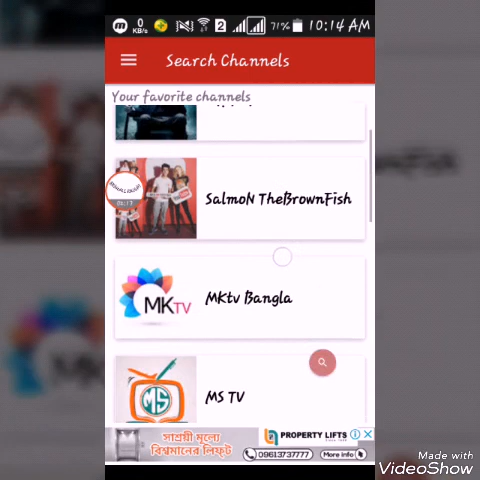 0
KB/s
2
71%
10:14 AM
Search Channels
Your favorite channels
SalmoN TheBrownFish
MKTV
MKtv Bangla
MS
MS TV
সাশ্রয়ী মূল্যে
বিশ্বমানের লিফ্ট
PROPERTY LIFTS
09613737777
More info
Made with
VideoShow